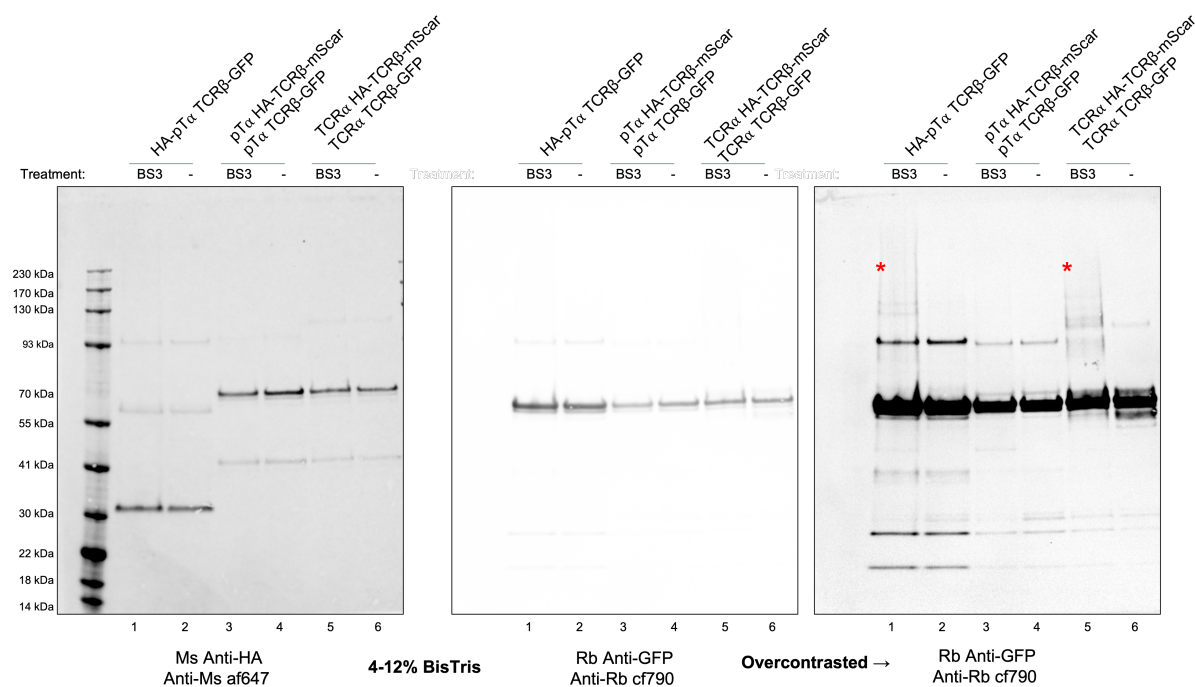 HA-pTα TCRβ-GFP
pTα HA-TCRβ-mScar
pTα TCRβ-GFP
TCRα HA-TCRβ-mScar
TCRα TCRβ-GFP
HA-pTα TCRβ-GFP
pTα HA-TCRβ-mScar
pTα TCRβ-GFP
TCRα HA-TCRβ-mScar
TCRα TCRβ-GFP
HA-pTα TCRβ-GFP
pTα HA-TCRβ-mScar
pTα TCRβ-GFP
TCRα HA-TCRβ-mScar
TCRα TCRβ-GFP
Treatment: BS3 - BS3 - BS3 -
Treatment: BS3 - BS3 - BS3 -
Treatment: BS3 - BS3 - BS3 -
* *
230 kDa
170 kDa
130 kDa
93 kDa
70 kDa
55 kDa
41 kDa
30 kDa
22 kDa
18 kDa
14 kDa
1 2 3 4 5 6
1 2 3 4 5 6
1 2 3 4 5 6
Ms Anti-HA
Anti-Ms af647
4-12% BisTris
Rb Anti-GFP
Anti-Rb cf790
Overcontrasted →
Rb Anti-GFP
Anti-Rb cf790